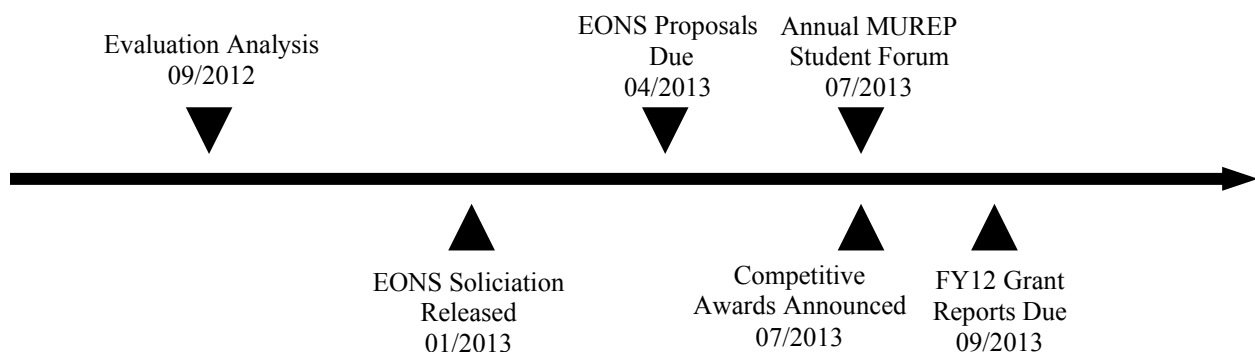 Evaluation Analysis
09/2012
EONS Proposals
Due
04/2013
Annual MUREP
Student Forum
07/2013
EONS Soliciation
Released
01/2013
Competitive
Awards Announced
07/2013
FY12 Grant
Reports Due
09/2013